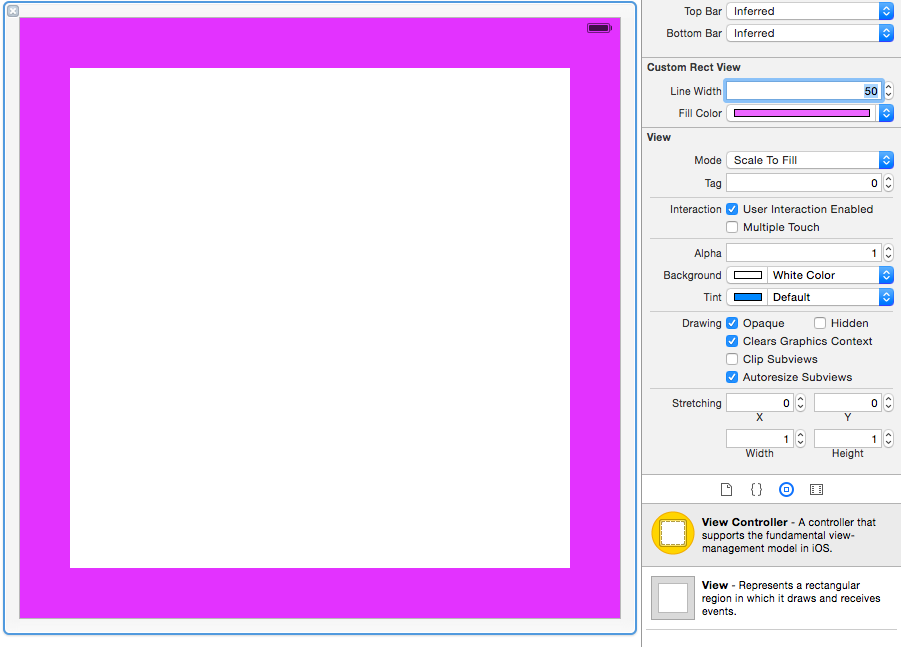 Top Bar Inferred
Bottom Bar Inferred
Custom Rect View
Line Width 50
Fill Color
View
Mode Scale To Fill
Tag 0
Interaction User Interaction Enabled
Multiple Touch
Alpha 1
Background White Color
Tint Default
Drawing Opaque Hidden
Clears Graphics Context
Clip Subviews
Autoresize Subviews
Stretching 0 0
X Y
1 1
Width Height
{}
View Controller - A controller that
supports the fundamental view-
management model in iOS.
View - Represents a rectangular
region in which it draws and receives
events.